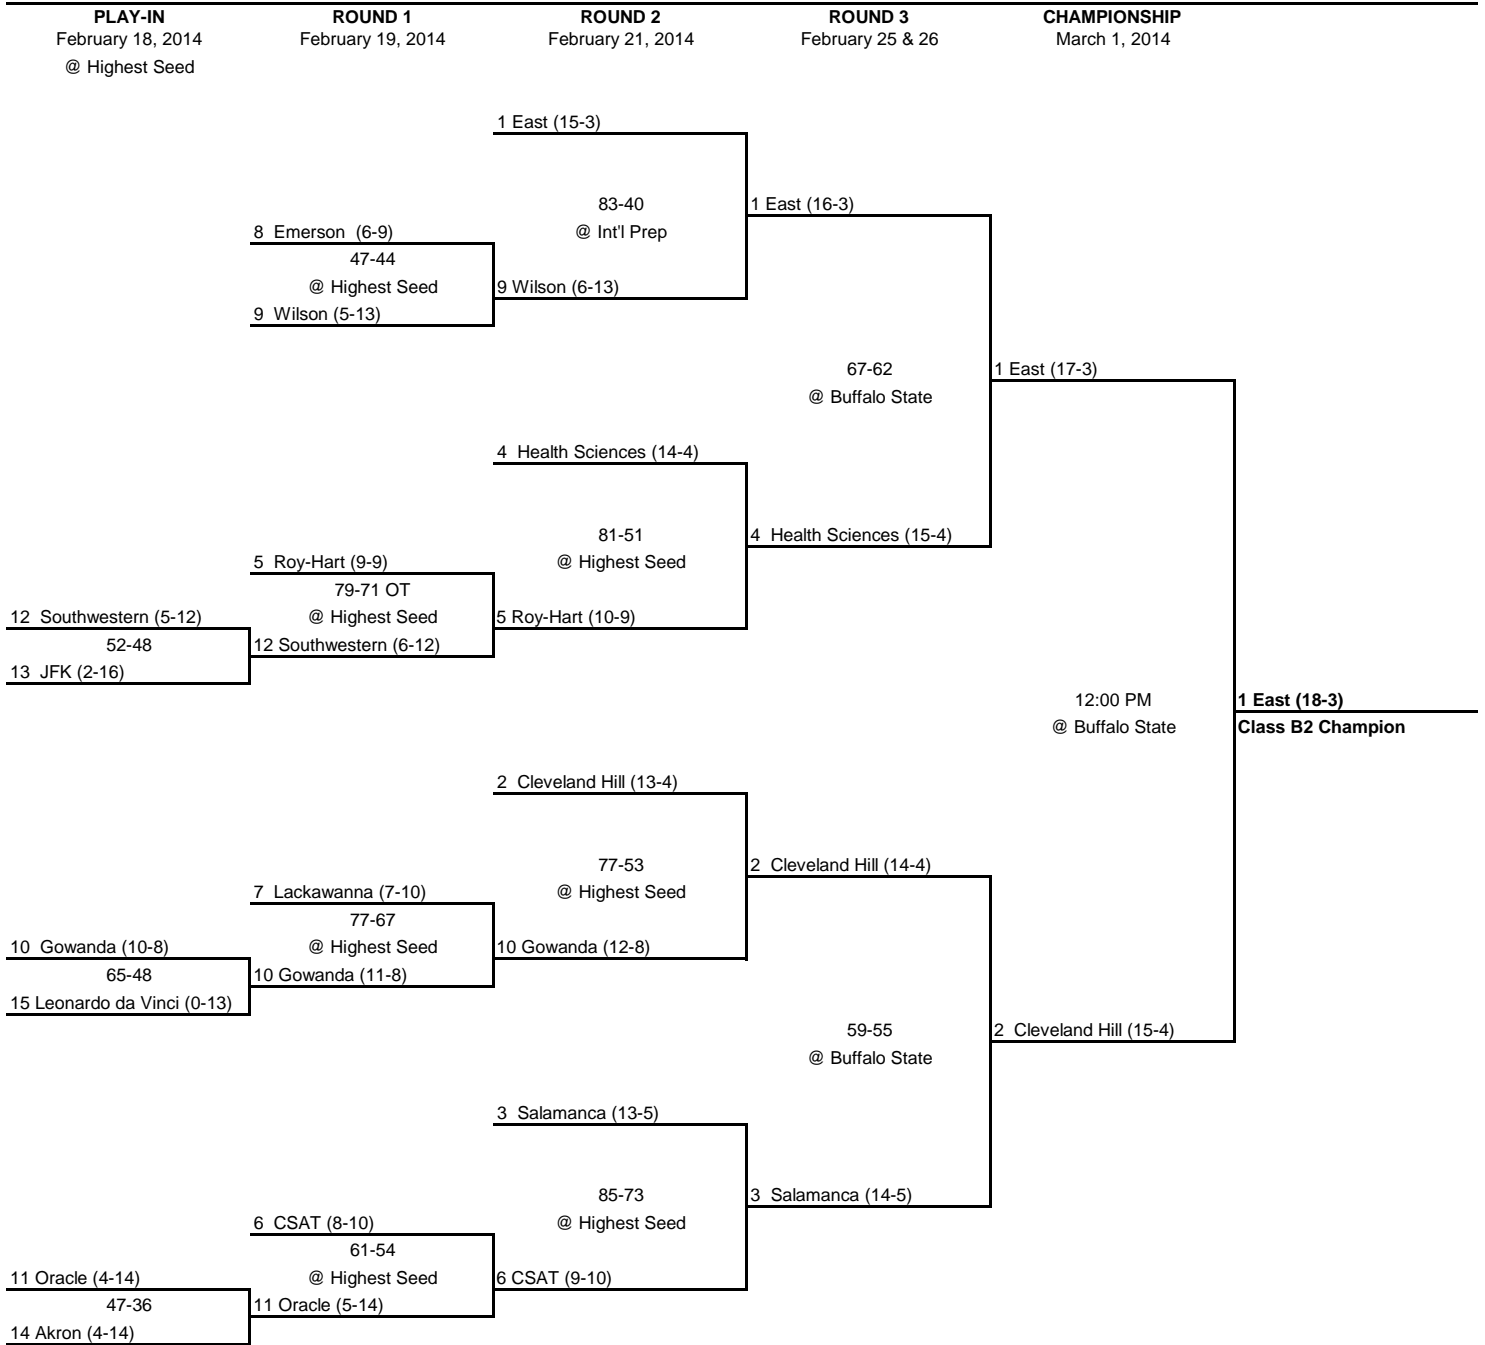 PLAY-IN ROUND 1 ROUND 2 ROUND 3 CHAMPIONSHIP
February 18, 2014 February 19, 2014 February 21, 2014 February 25 & 26 March 1, 2014
@ Highest Seed
1 East (15-3)
83-40 1 East (16-3)
8 Emerson (6-9) @ Int'l Prep
47-44
@ Highest Seed 9 Wilson (6-13)
9 Wilson (5-13)
67-62 1 East (17-3)
@ Buffalo State
4 Health Sciences (14-4)
81-51 4 Health Sciences (15-4)
5 Roy-Hart (9-9) @ Highest Seed
79-71 OT
12 Southwestern (5-12) @ Highest Seed 5 Roy-Hart (10-9)
52-48 12 Southwestern (6-12)
13 JFK (2-16)
12:00 PM 1 East (18-3)
@ Buffalo State Class B2 Champion
2 Cleveland Hill (13-4)
77-53 2 Cleveland Hill (14-4)
7 Lackawanna (7-10) @ Highest Seed
77-67
10 Gowanda (10-8) @ Highest Seed 10 Gowanda (12-8)
65-48 10 Gowanda (11-8)
15 Leonardo da Vinci (0-13)
59-55 2 Cleveland Hill (15-4)
@ Buffalo State
3 Salamanca (13-5)
85-73 3 Salamanca (14-5)
6 CSAT (8-10) @ Highest Seed
61-54
11 Oracle (4-14) @ Highest Seed 6 CSAT (9-10)
47-36 11 Oracle (5-14)
14 Akron (4-14)